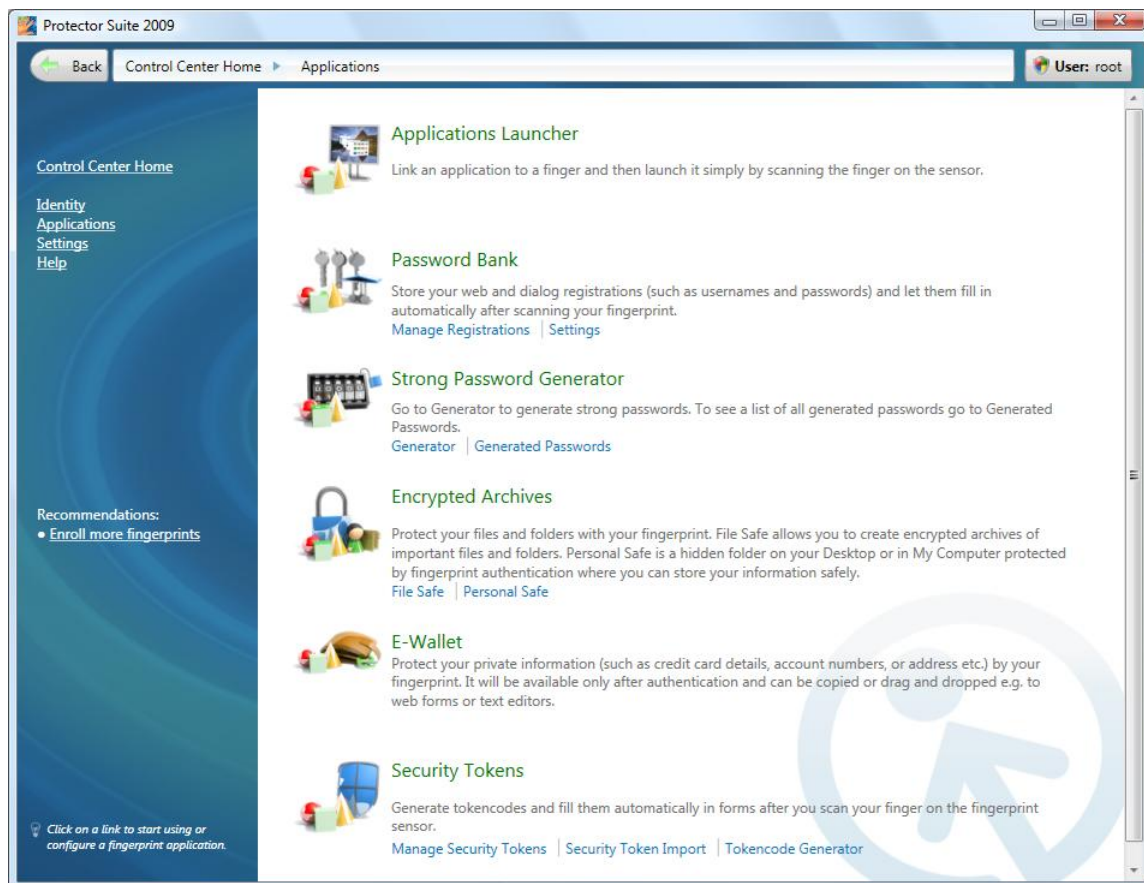 Protector Suite 2009
Back
Control Center Home
Applications
User: root
Control Center Home
Identity
Applications
Settings
Help
Recommendations:
• Enroll more fingerprints
Click on a link to start using or
configure a fingerprint application.
Applications Launcher
Link an application to a finger and then launch it simply by scanning the finger on the sensor.
Password Bank
Store your web and dialog registrations (such as usernames and passwords) and let them fill in
automatically after scanning your fingerprint.
Manage Registrations | Settings
Strong Password Generator
Go to Generator to generate strong passwords. To see a list of all generated passwords go to Generated
Passwords.
Generator | Generated Passwords
Encrypted Archives
Protect your files and folders with your fingerprint. File Safe allows you to create encrypted archives of
important files and folders. Personal Safe is a hidden folder on your Desktop or in My Computer protected
by fingerprint authentication where you can store your information safely.
File Safe | Personal Safe
E-Wallet
Protect your private information (such as credit card details, account numbers, or address etc.) by your
fingerprint. It will be available only after authentication and can be copied or drag and dropped e.g. to
web forms or text editors.
Security Tokens
Generate tokencodes and fill them automatically in forms after you scan your finger on the fingerprint
sensor.
Manage Security Tokens | Security Token Import | Tokencode Generator